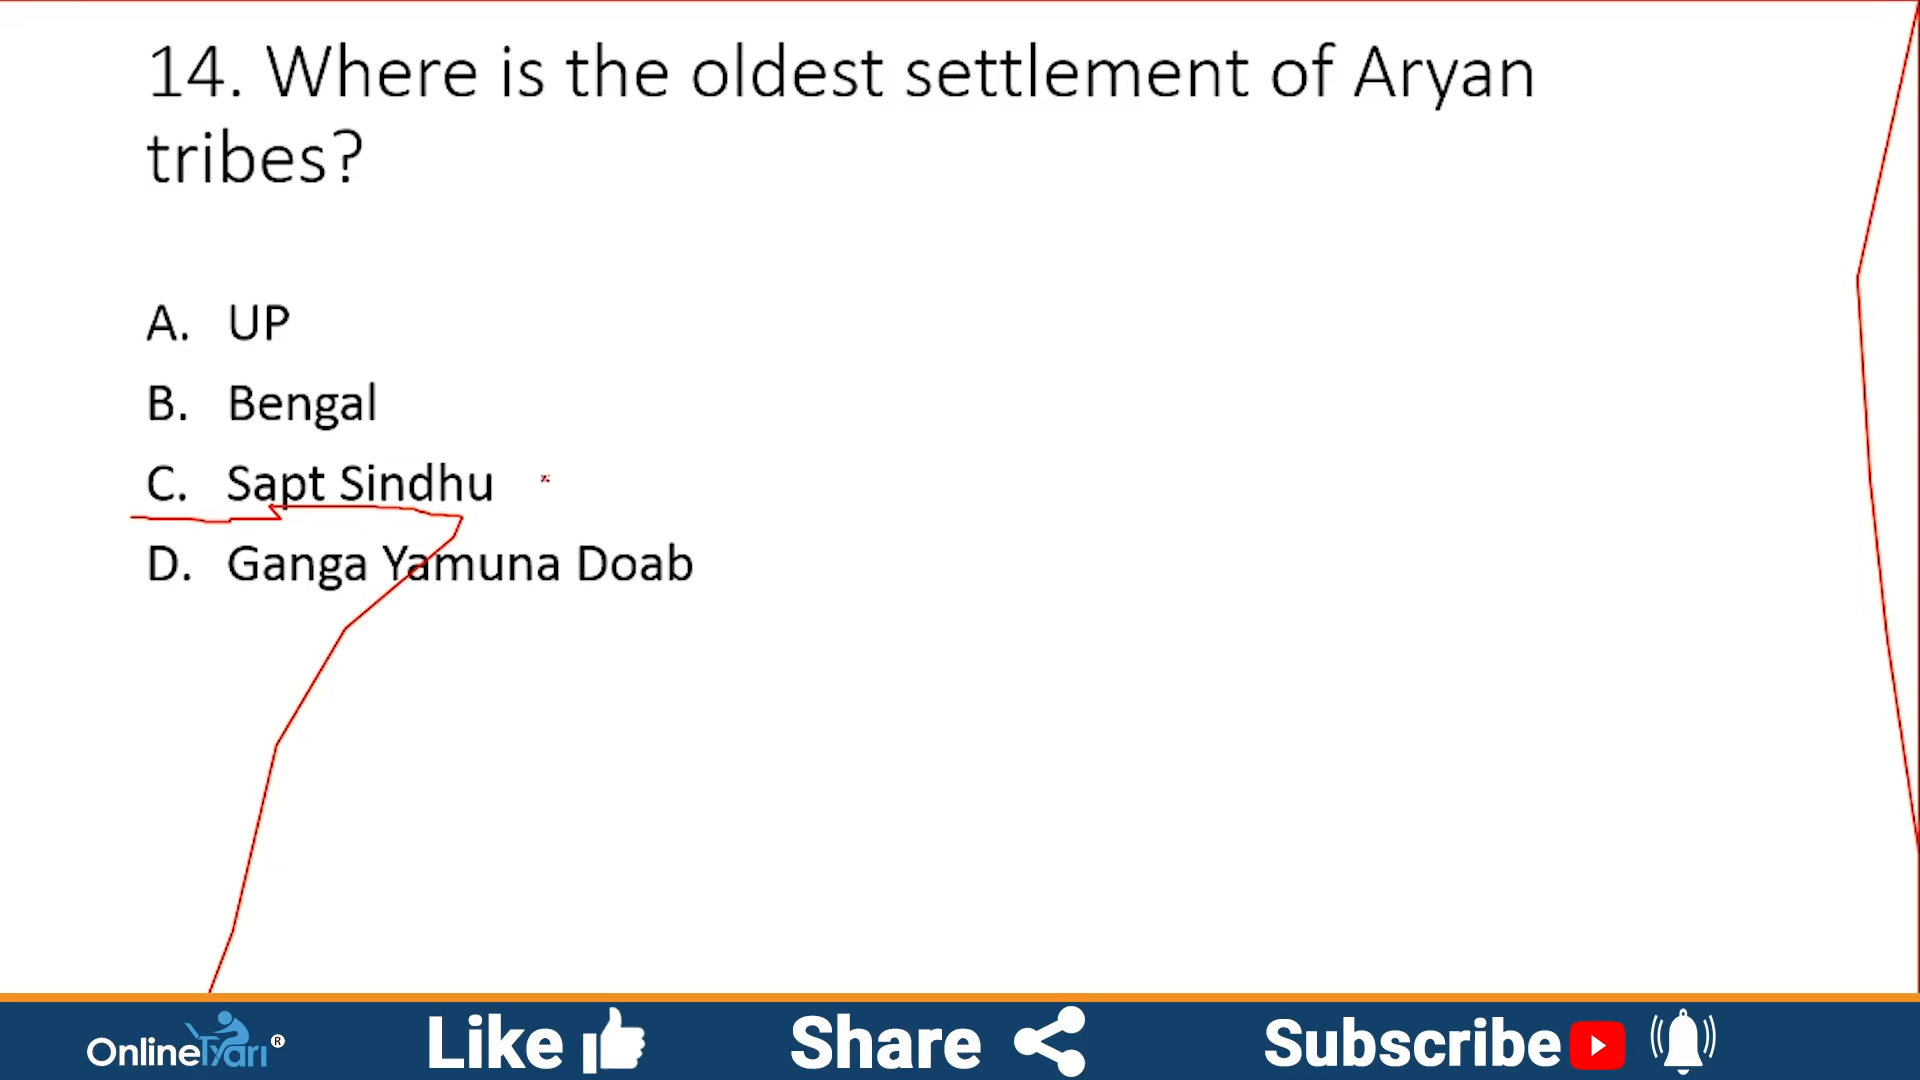 14. Where is the oldest settlement of Aryan
tribes?
A. UP
B. Bengal
C. Sapt Sindhu
D. Ganga Yamuna Doab
OnlineTyari®
Like
Share
Subscribe